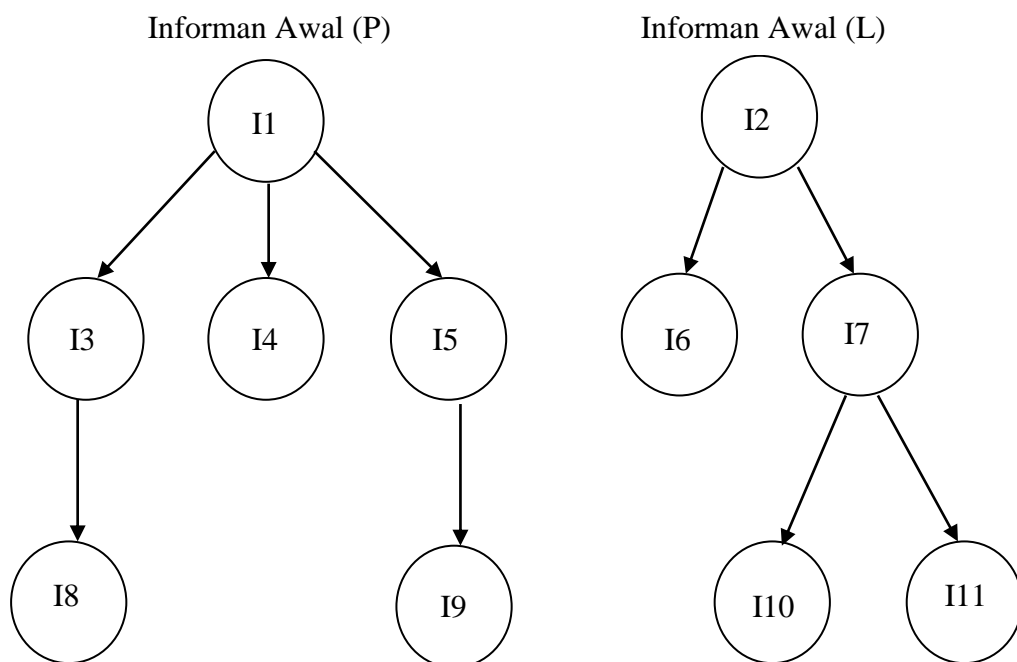 Informan Awal (P)
Informan Awal (L)
I1
I2
I3
I4
I5
I6
I7
I8
I9
I10
I11